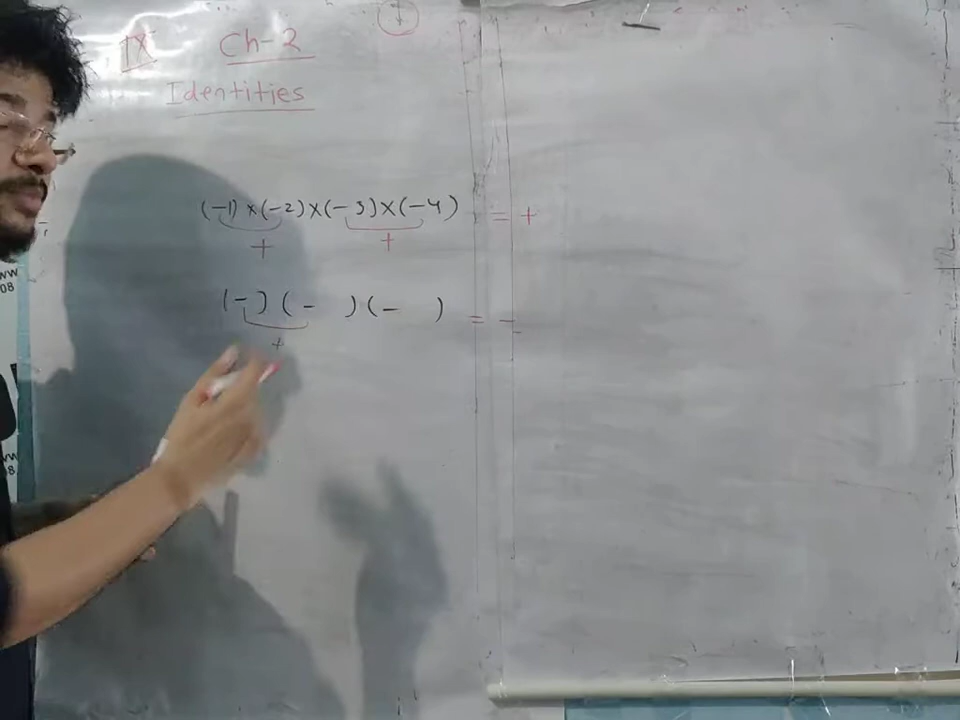 IX Ch-2
Identities
(-1)×(-2)×(-3)×(-4) = +
+ +
(-)(- )(- ) = -
+